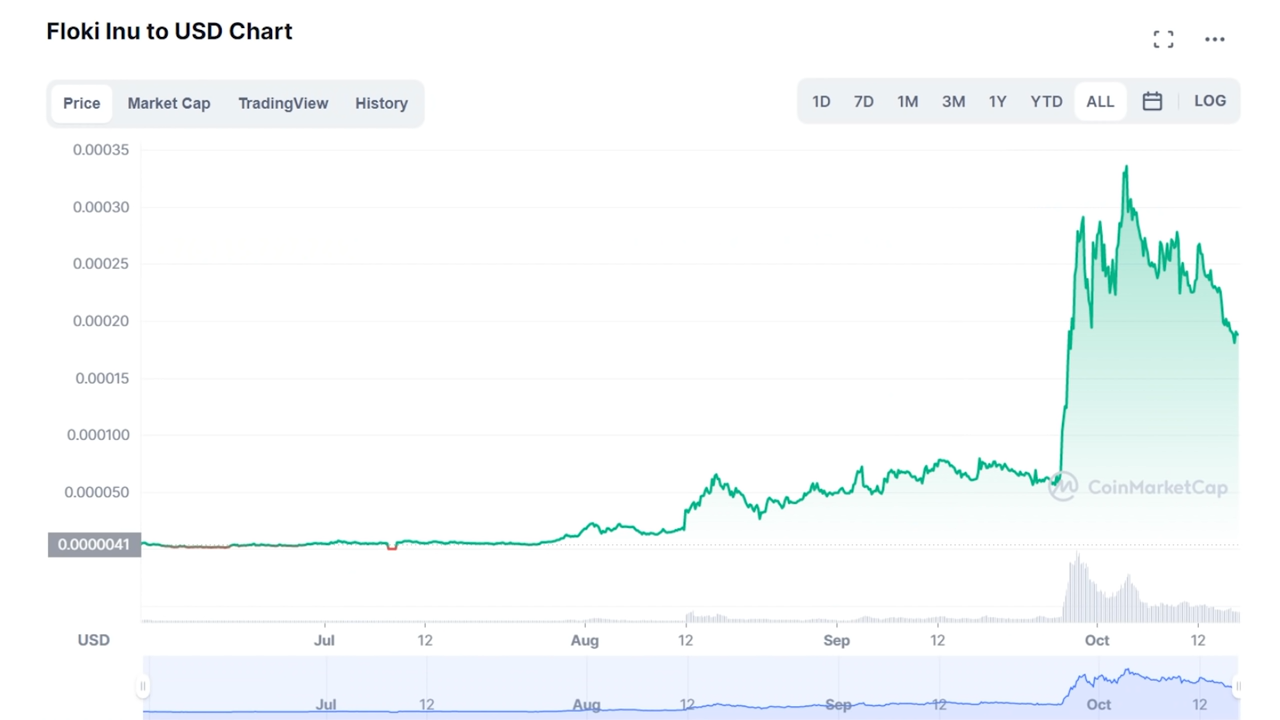 Floki Inu to USD Chart
Price Market Cap TradingView History
1D 7D 1M 3M 1Y YTD ALL LOG
0.00035
0.00030
0.00025
0.00020
0.00015
0.000100
0.000050
CoinMarketCap
0.0000041
USD Jul 12 Aug 12 Sep 12 Oct 12
Jul 12 Aug 12 Sep 12 Oct 12